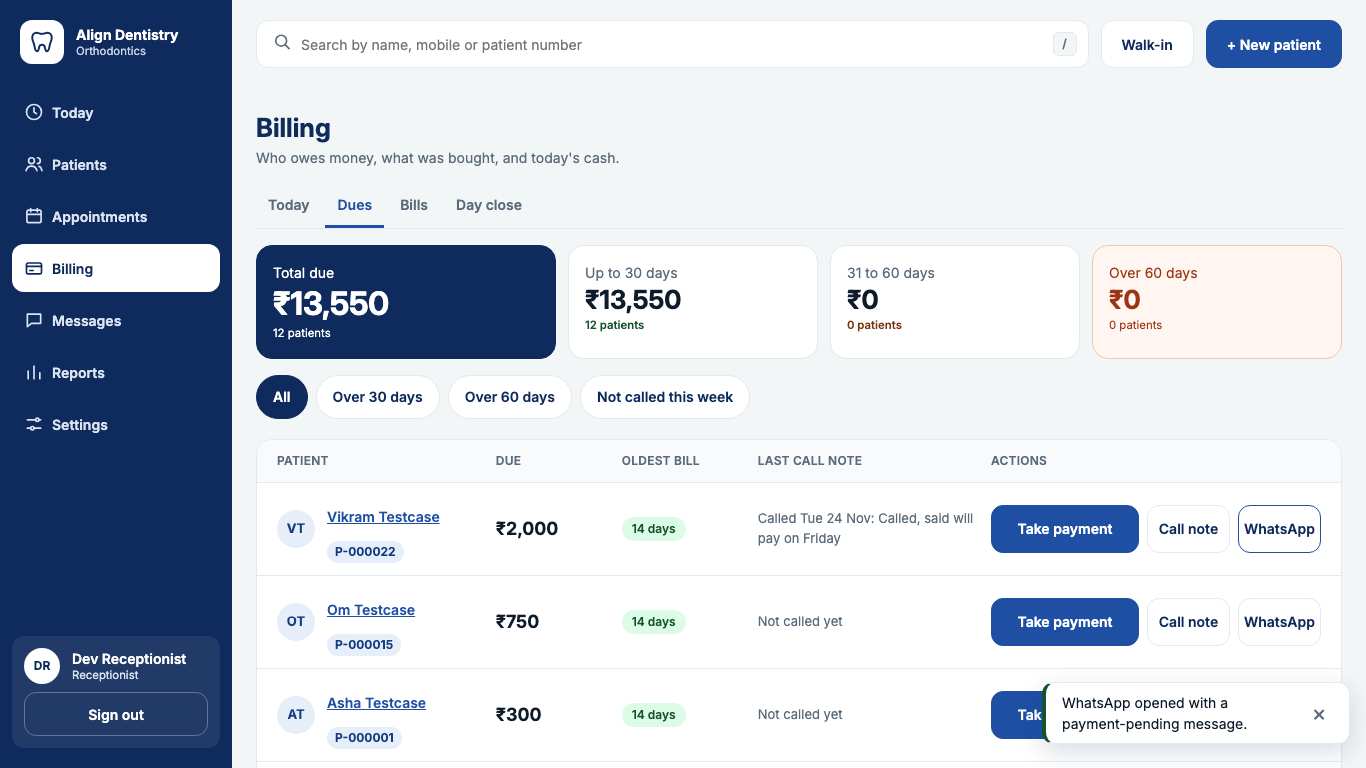 Align Dentistry
Orthodontics
Today
Patients
Appointments
Billing
Messages
Reports
Settings
DR
Dev Receptionist
Receptionist
Sign out
Search by name, mobile or patient number
/
Walk-in
+ New patient
Billing
Who owes money, what was bought, and today's cash.
Today
Dues
Bills
Day close
Total due
₹13,550
12 patients
Up to 30 days
₹13,550
12 patients
31 to 60 days
₹0
0 patients
Over 60 days
₹0
0 patients
All
Over 30 days
Over 60 days
Not called this week
PATIENT
DUE
OLDEST BILL
LAST CALL NOTE
ACTIONS
VT
Vikram Testcase
P-000022
₹2,000
14 days
Called Tue 24 Nov: Called, said will
pay on Friday
Take payment
Call note
WhatsApp
OT
Om Testcase
P-000015
₹750
14 days
Not called yet
Take payment
Call note
WhatsApp
AT
Asha Testcase
P-000001
₹300
14 days
Not called yet
Tak
WhatsApp opened with a
payment-pending message.